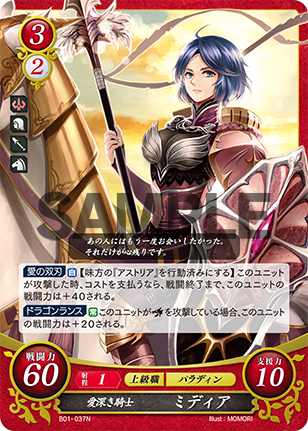 3
2
SAMPLE
あの人にはもう一度お会いしたかった。
それだけが心残りです。
愛の双刃 自 【味方の『アストリア』を行動済みにする】このユニット
が攻撃した時、コストを支払うなら、戦闘終了まで、このユニットの
戦闘力は+40される。
ドラゴンランス 常 このユニットが を攻撃している場合、このユニット
の戦闘力は+20される。
戦闘力
60
射程 1 上級職 パラディン
支援力
10
愛深き騎士 ミディア
B01-037N Illust:MOMORI